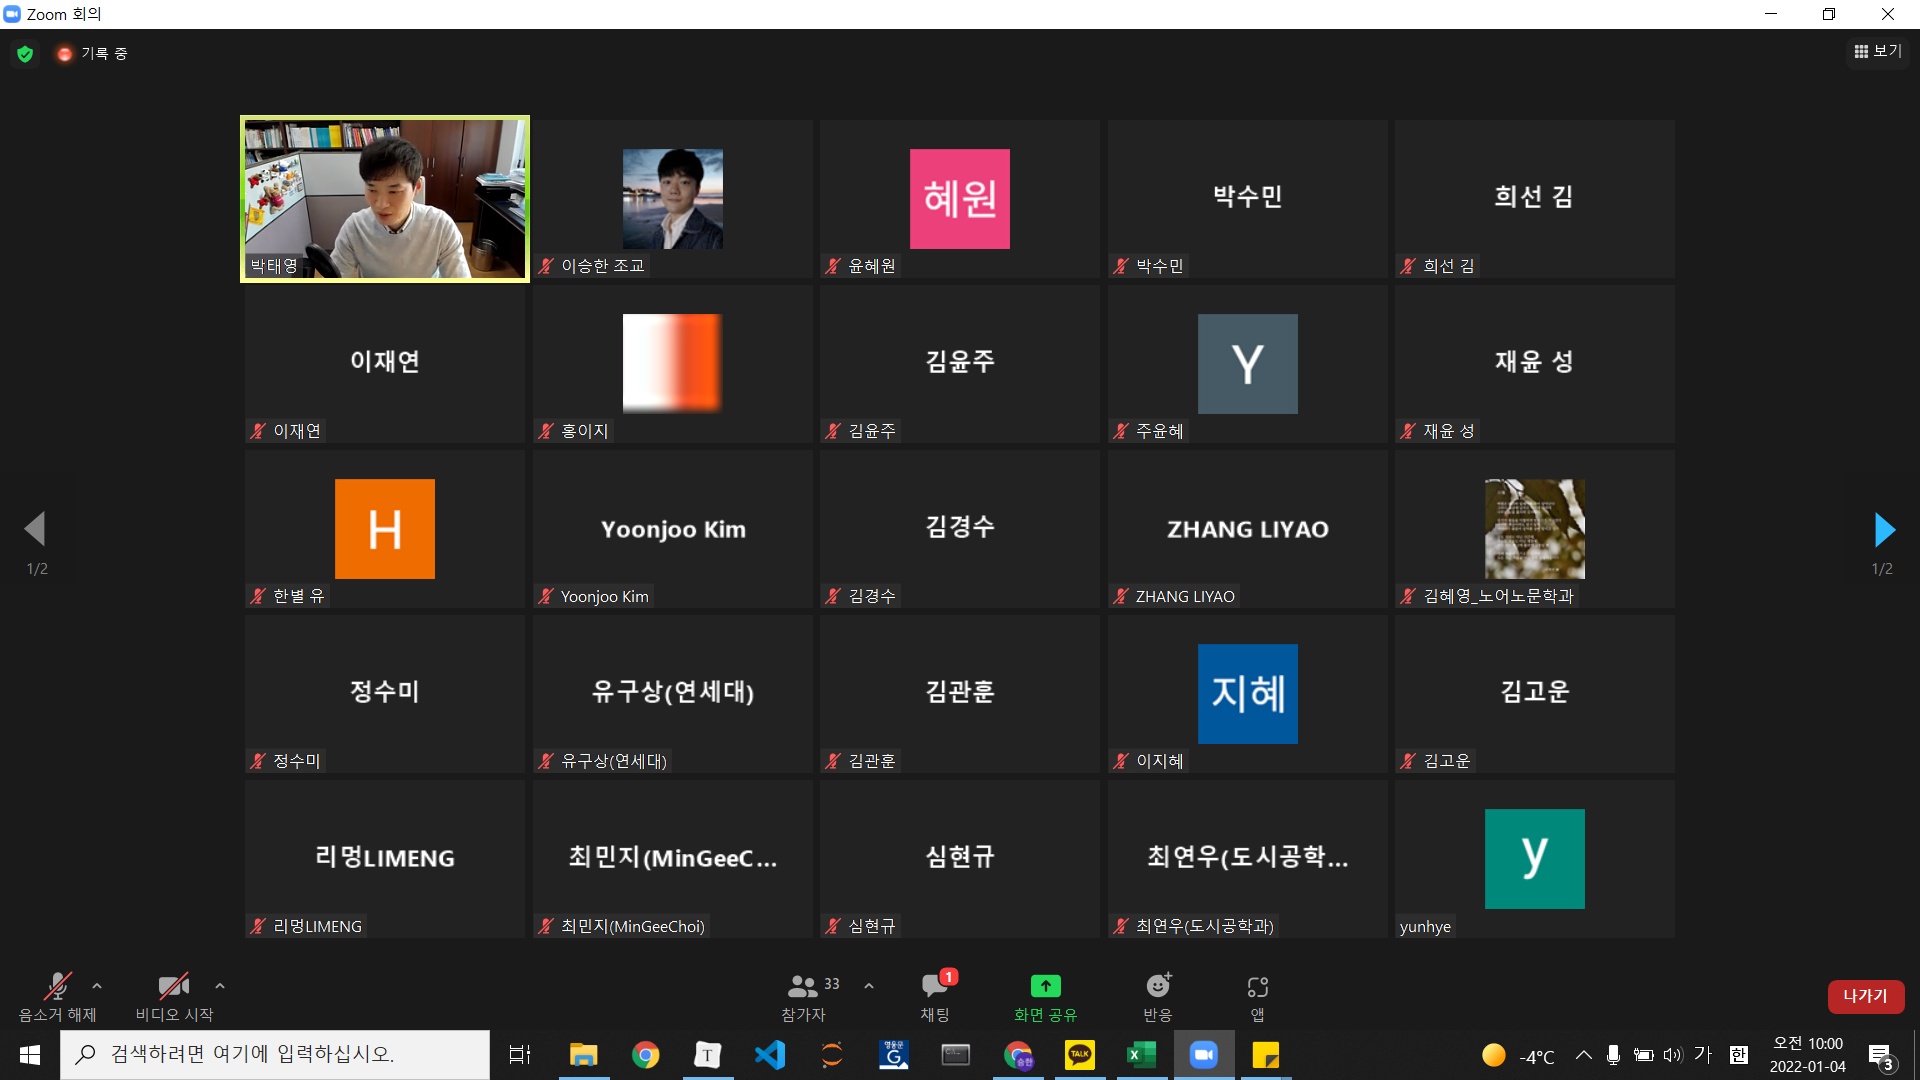 Zoom 회의
기록 중
보기
박태영
이승한 조교
혜원
윤혜원
박수민
박수민
희선 김
희선 김
이재연
이재연
홍이지
김윤주
김윤주
Y
주윤혜
재윤 성
재윤 성
H
한별 유
Yoonjoo Kim
Yoonjoo Kim
김경수
김경수
ZHANG LIYAO
ZHANG LIYAO
김혜영_노어노문학과
1/2
1/2
정수미
정수미
유구상(연세대)
유구상(연세대)
김관훈
김관훈
지혜
이지혜
김고운
김고운
리멍LIMENG
리멍LIMENG
최민지(MinGeeC...
최민지(MinGeeChoi)
심현규
심현규
최연우(도시공학...
최연우(도시공학과)
y
yunhye
음소거 해제
비디오 시작
33
참가자
1
채팅
화면 공유
반응
앱
나가기
검색하려면 여기에 입력하십시오.
T
영웅문
G
C:\
승한
TALK
-4°C
가
한
오전 10:00
2022-01-04
3